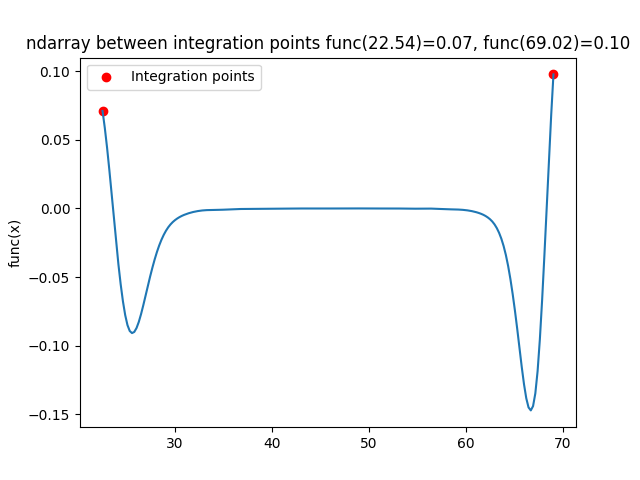 ndarray between integration points func(22.54)=0.07, func(69.02)=0.10
Integration points
func(x)
0.10
0.05
0.00
−0.05
−0.10
−0.15
30 40 50 60 70